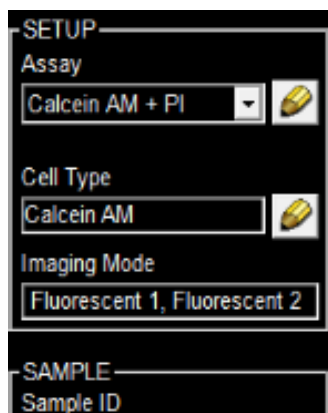 SETUP
Assay
Calcein AM + PI
Cell Type
Calcein AM
Imaging Mode
Fluorescent 1, Fluorescent 2
SAMPLE
Sample ID